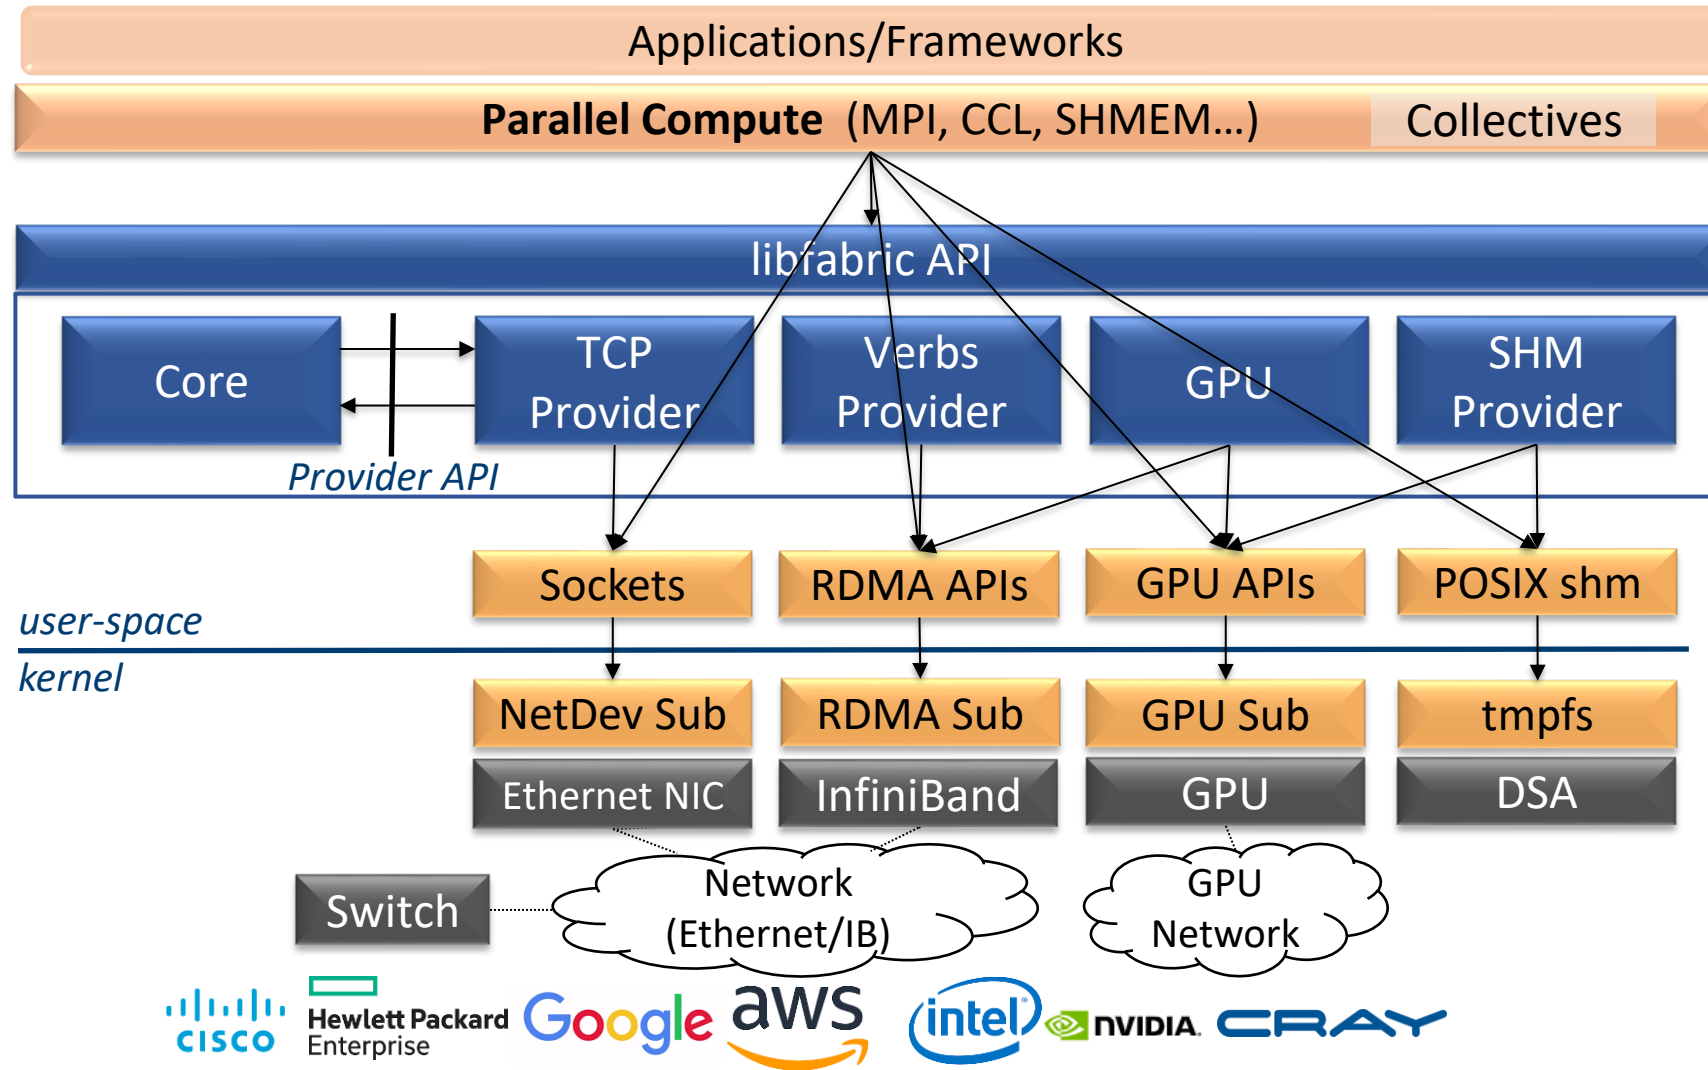 Applications/Frameworks
Parallel Compute (MPI, CCL, SHMEM...) Collectives
libfabric API
Core
TCP
Provider
Verbs
Provider
GPU
SHM
Provider
Provider API
Sockets
RDMA APIs
GPU APIs
POSIX shm
user-space
kernel
NetDev Sub
RDMA Sub
GPU Sub
tmpfs
Ethernet NIC
InfiniBand
GPU
DSA
Switch
Network
(Ethernet/IB)
GPU
Network
CISCO
Hewlett Packard
Enterprise
Google
aws
intel
NVIDIA.
CRAY